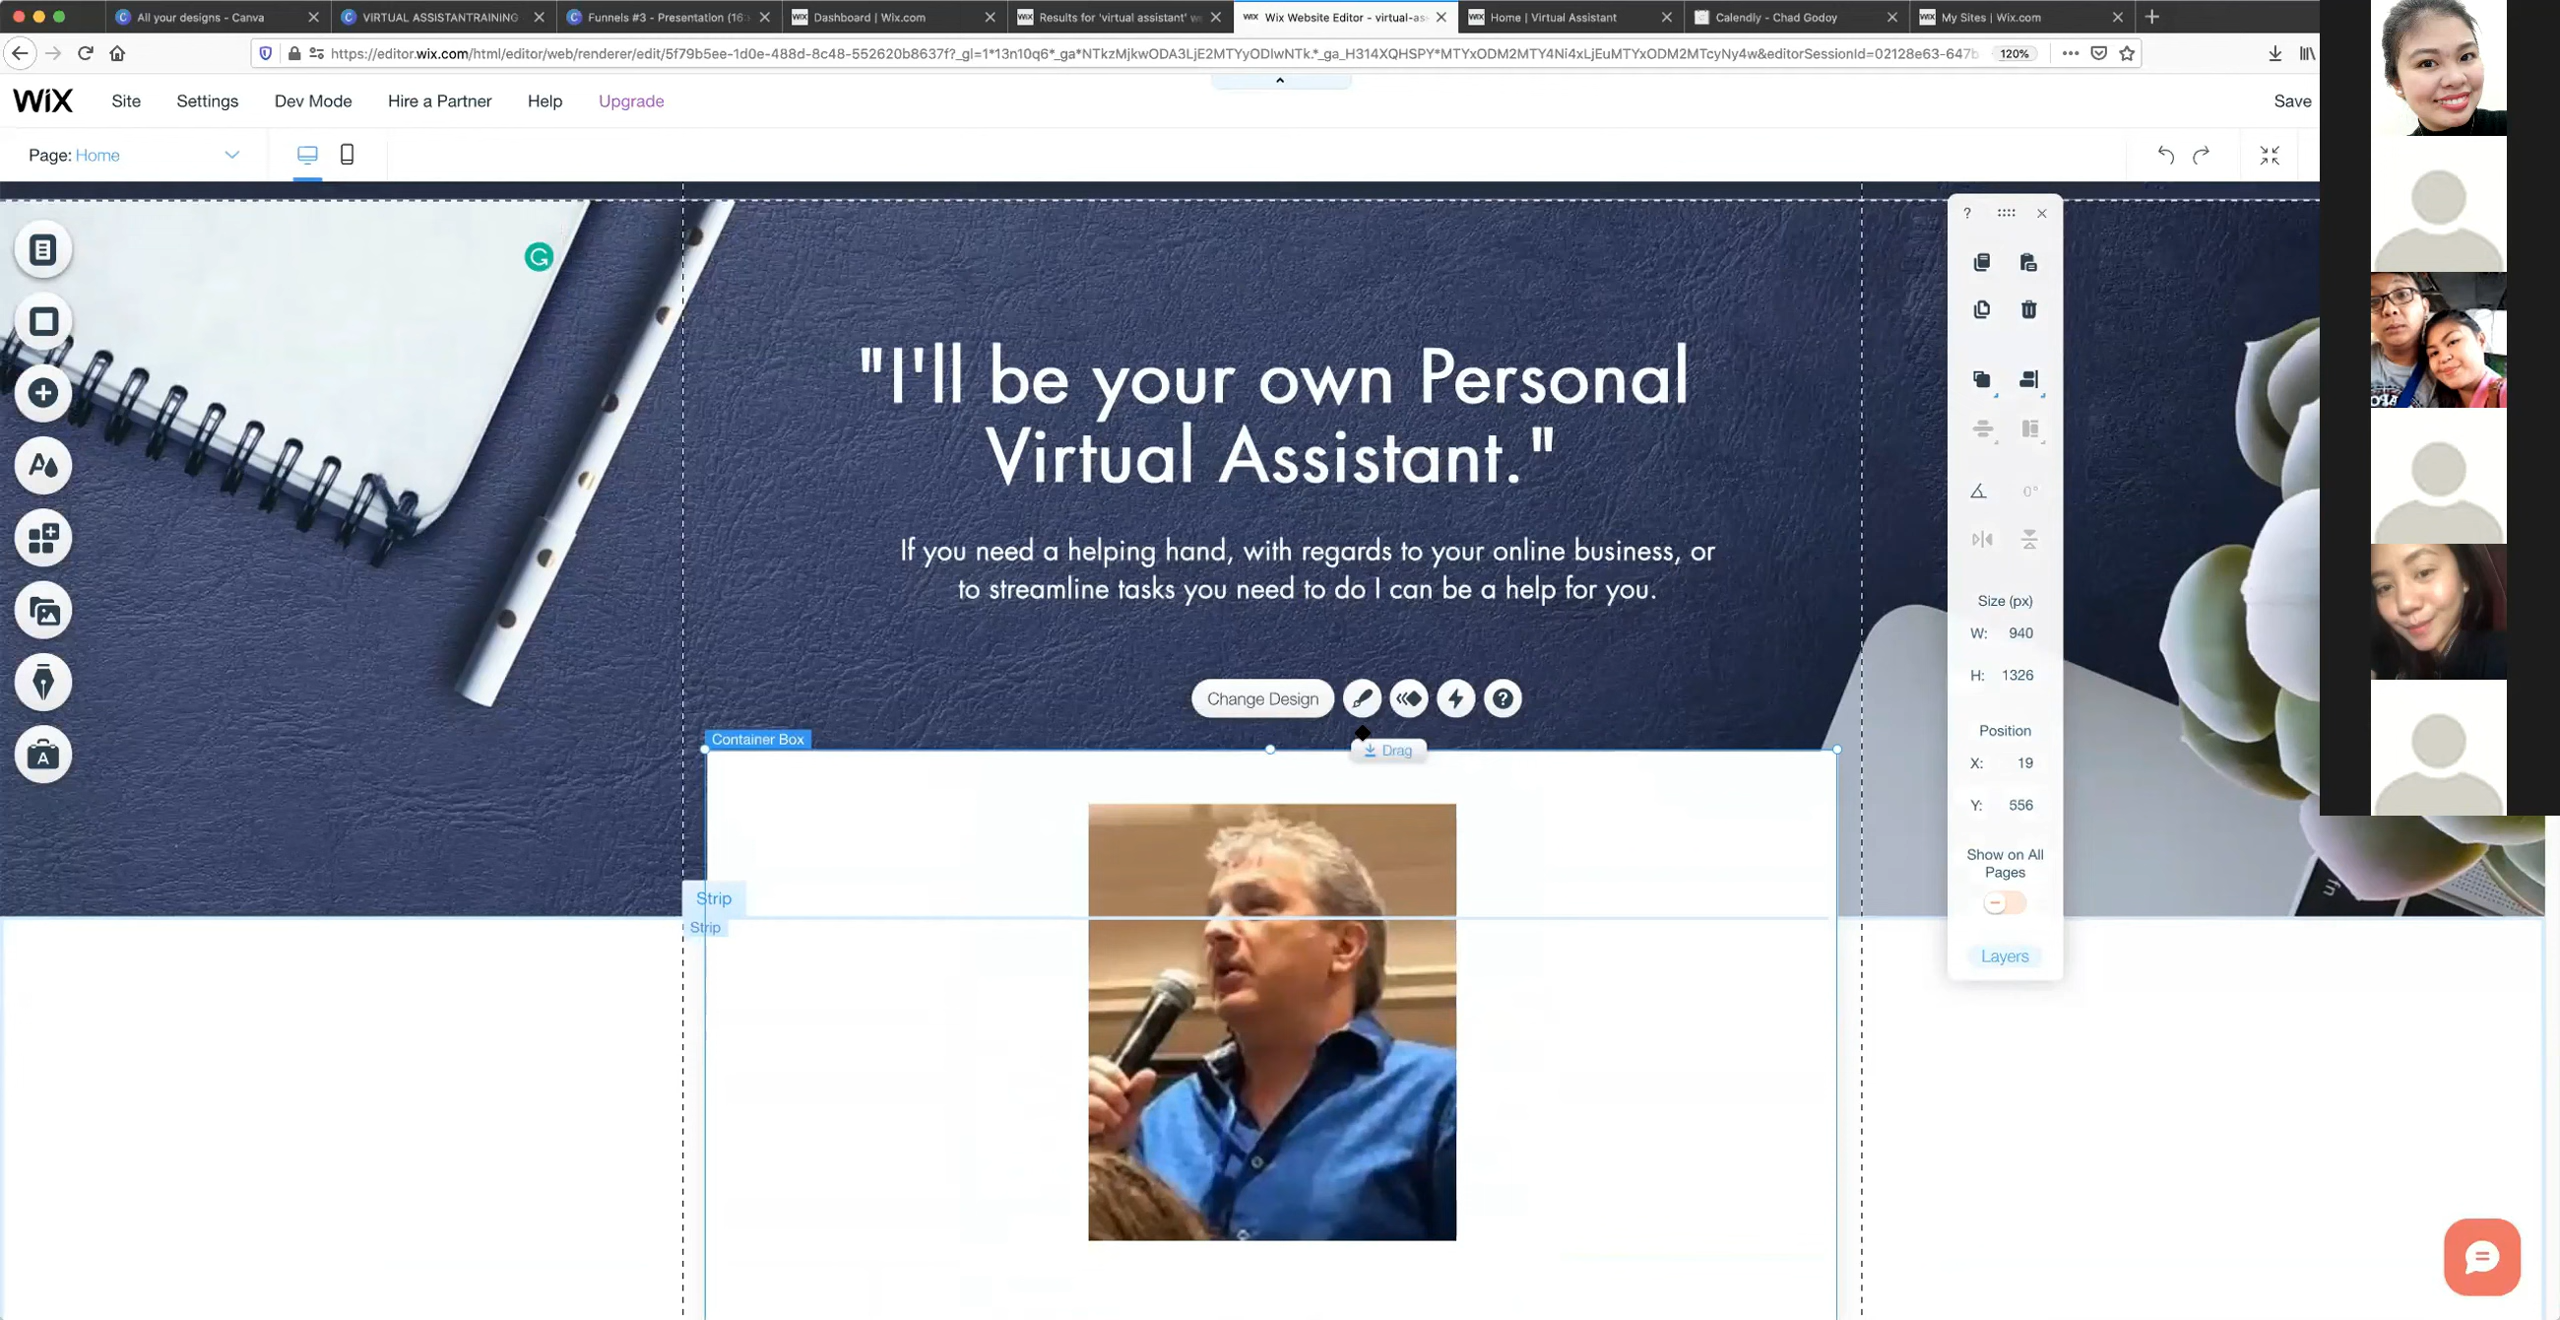 All your designs - Canva
VIRTUAL ASSISTANTRAINING
Funnels #3 - Presentation (16
Dashboard | Wix.com
Results for 'virtual assistant' w
Wix Website Editor - virtual-as
Home | Virtual Assistant
Calendly - Chad Godoy
My Sites | Wix.com
120%
WiX
Site
Settings
Dev Mode
Hire a Partner
Help
Upgrade
Save
Page: Home
"I'll be your own Personal
Virtual Assistant."
If you need a helping hand, with regards to your online business, or
to streamline tasks you need to do I can be a help for you.
Change Design
Container Box
Drag
Strip
Strip
0°
Size (px)
W: 940
H: 1326
Position
X: 19
Y: 556
Show on All
Pages
Layers
fn